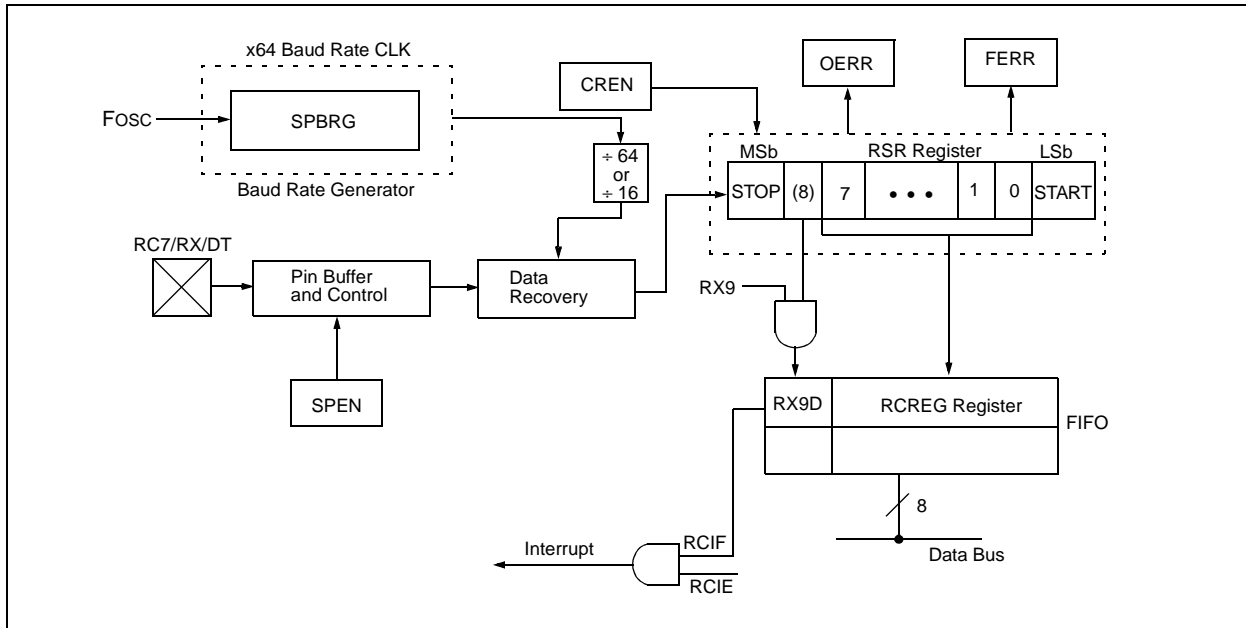 x64 Baud Rate CLK
FOSC
SPBRG
Baud Rate Generator
CREN
OERR
FERR
÷ 64
or
÷ 16
MSb RSR Register LSb
STOP (8) 7 • • • 1 0 START
RC7/RX/DT
Pin Buffer
and Control
Data
Recovery
SPEN
RX9
RX9D RCREG Register
FIFO
8
Data Bus
Interrupt
RCIF
RCIE